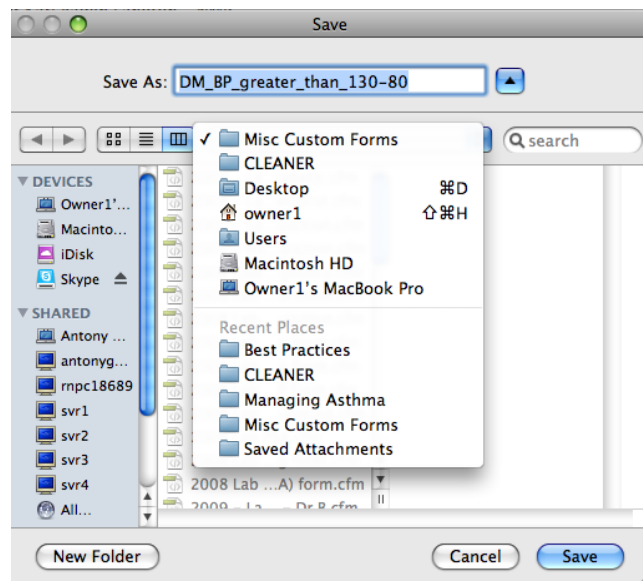 Save
Save As: DM_BP_greater_than_130-80
search
Misc Custom Forms
CLEANER
Desktop ⌘D
owner1 ⇧⌘H
Users
Macintosh HD
Owner1's MacBook Pro
Recent Places
Best Practices
CLEANER
Managing Asthma
Misc Custom Forms
Saved Attachments
DEVICES
Owner1'...
Macinto...
iDisk
Skype
SHARED
Antony ...
antonyg...
rnpc18689
svr1
svr2
svr3
svr4
All...
2008 Lab ...A) form.cfm
New Folder
Cancel
Save